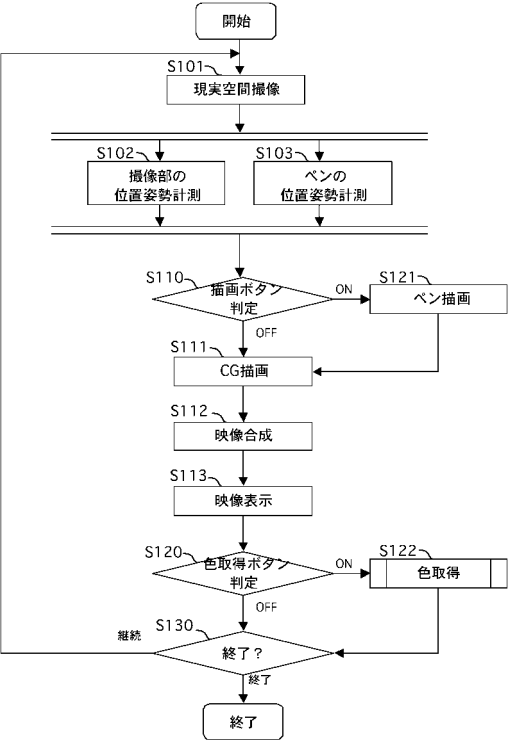 開始
S101
現実空間撮像
S102
撮像部の
位置姿勢計測
S103
ペンの
位置姿勢計測
S110
描画ボタン
判定
ON
OFF
S121
ペン描画
S111
CG描画
S112
映像合成
S113
映像表示
S120
色取得ボタン
判定
ON
OFF
S122
色取得
S130
終了？
継続
終了
終了